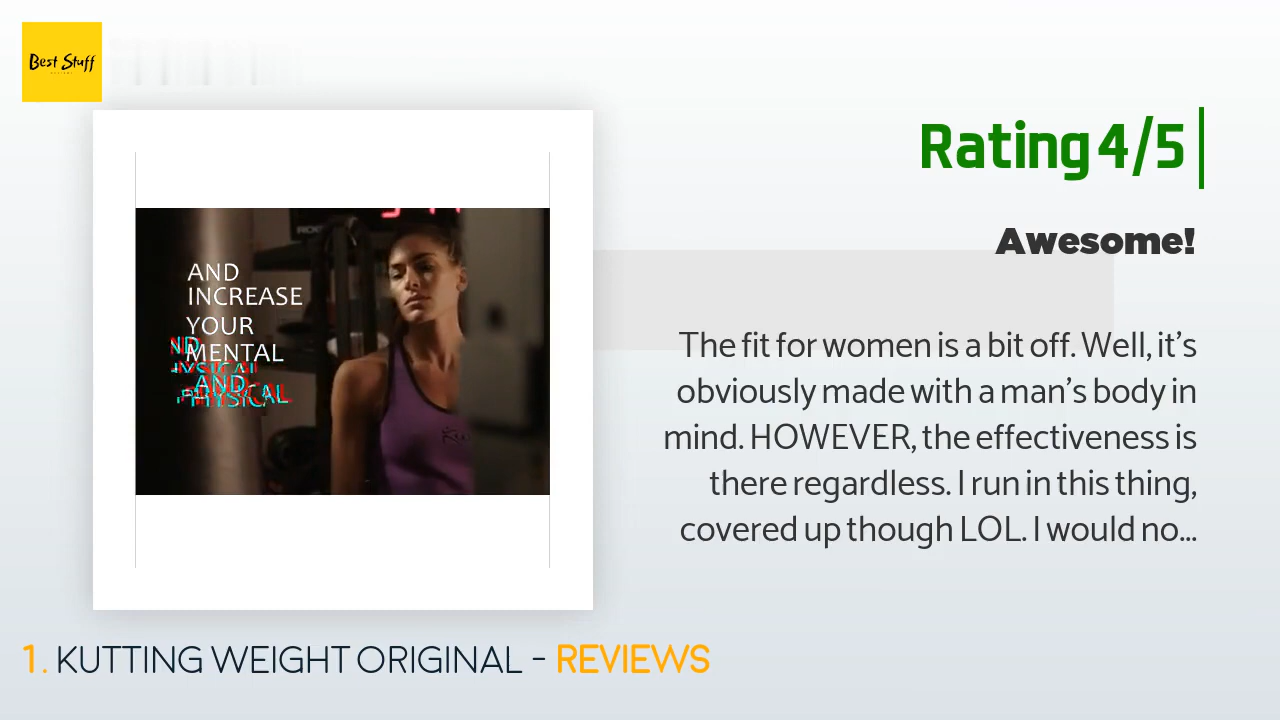 Best Stuff
Rating 4/5
Awesome!
The fit for women is a bit off. Well, it’s
obviously made with a man’s body in
mind. HOWEVER, the effectiveness is
there regardless. I run in this thing,
covered up though LOL. I would no...
AND
INCREASE
YOUR
MENTAL
AND
PHYSICAL
1. KUTTING WEIGHT ORIGINAL - REVIEWS